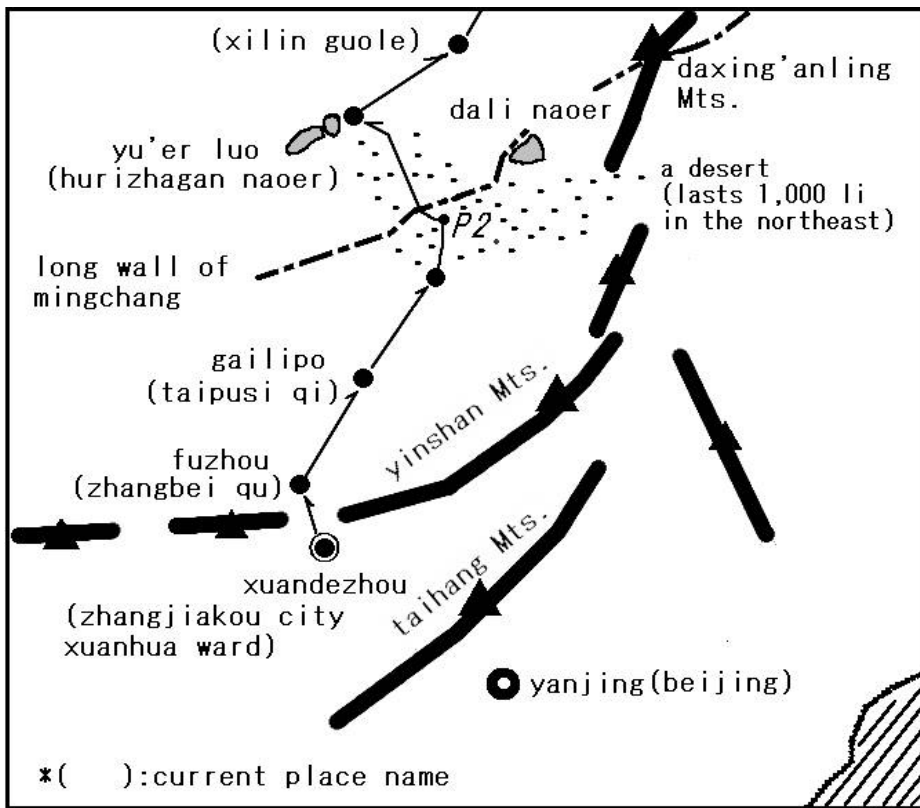 (xilin guole)
daxing'anling
Mts.
dali naoer
yu'er luo
(hurizhagan naoer)
a desert
(lasts 1,000 li
in the northeast)
P2
long wall of
mingchang
gailipo
(taipusi qi)
yinshan Mts.
fuzhou
(zhangbei qu)
xuandezhou
(zhangjiakou city
xuanhua ward)
taihang Mts.
yanjing(beijing)
*(   ):current place name